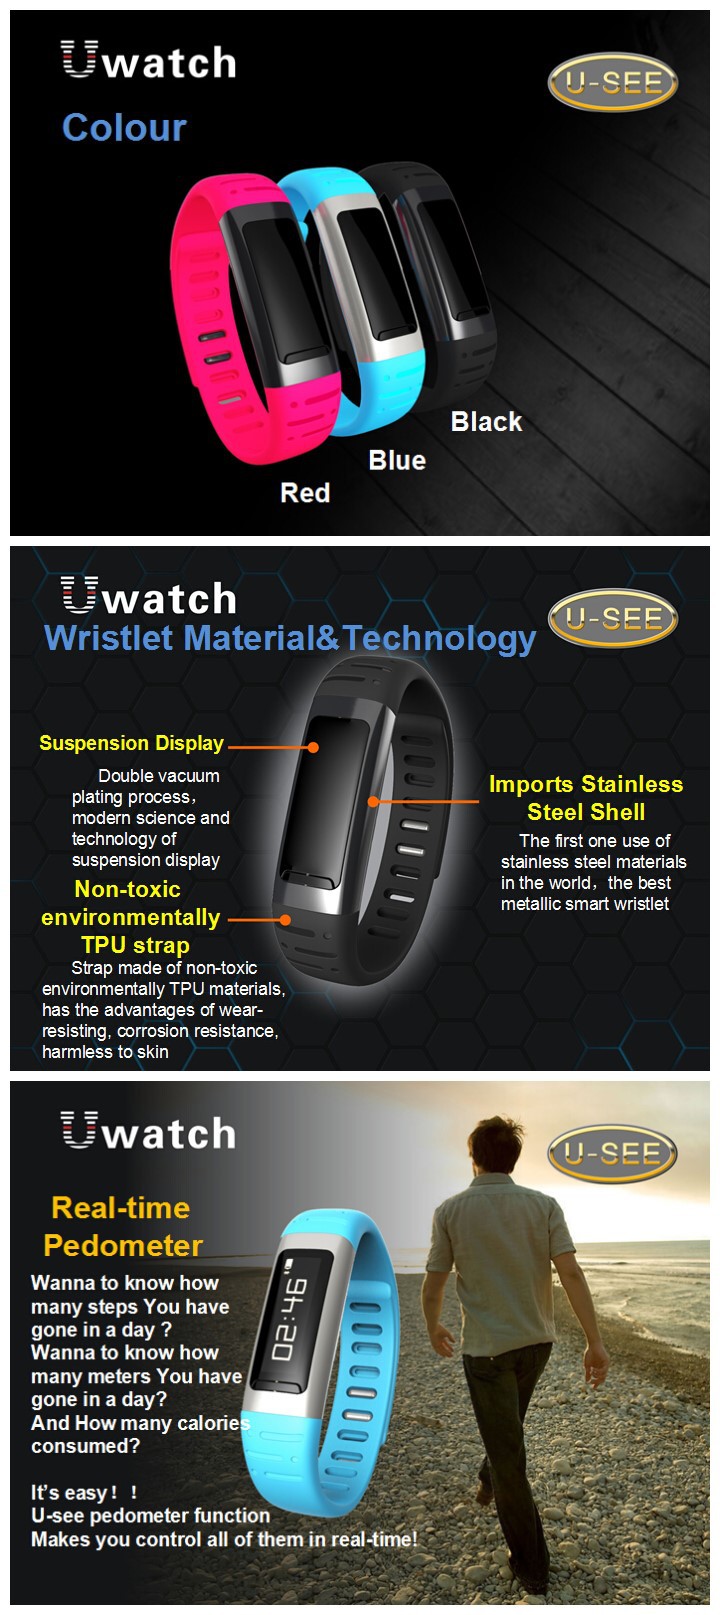 Uwatch
U-SEE
Colour
Black
Blue
Red
Uwatch
U-SEE
Wristlet Material&Technology
Suspension Display
Double vacuum
plating process，
modern science and
technology of
suspension display
Imports Stainless
Steel Shell
The first one use of
stainless steel materials
in the world，the best
metallic smart wristlet
Non-toxic
environmentally
TPU strap
Strap made of non-toxic
environmentally TPU materials,
has the advantages of wear-
resisting, corrosion resistance,
harmless to skin
Uwatch
U-SEE
Real-time
Pedometer
02:46
Wanna to know how
many steps You have
gone in a day ?
Wanna to know how
many meters You have
gone in a day?
And How many calories
consumed?
It's easy！！
U-see pedometer function
Makes you control all of them in real-time!